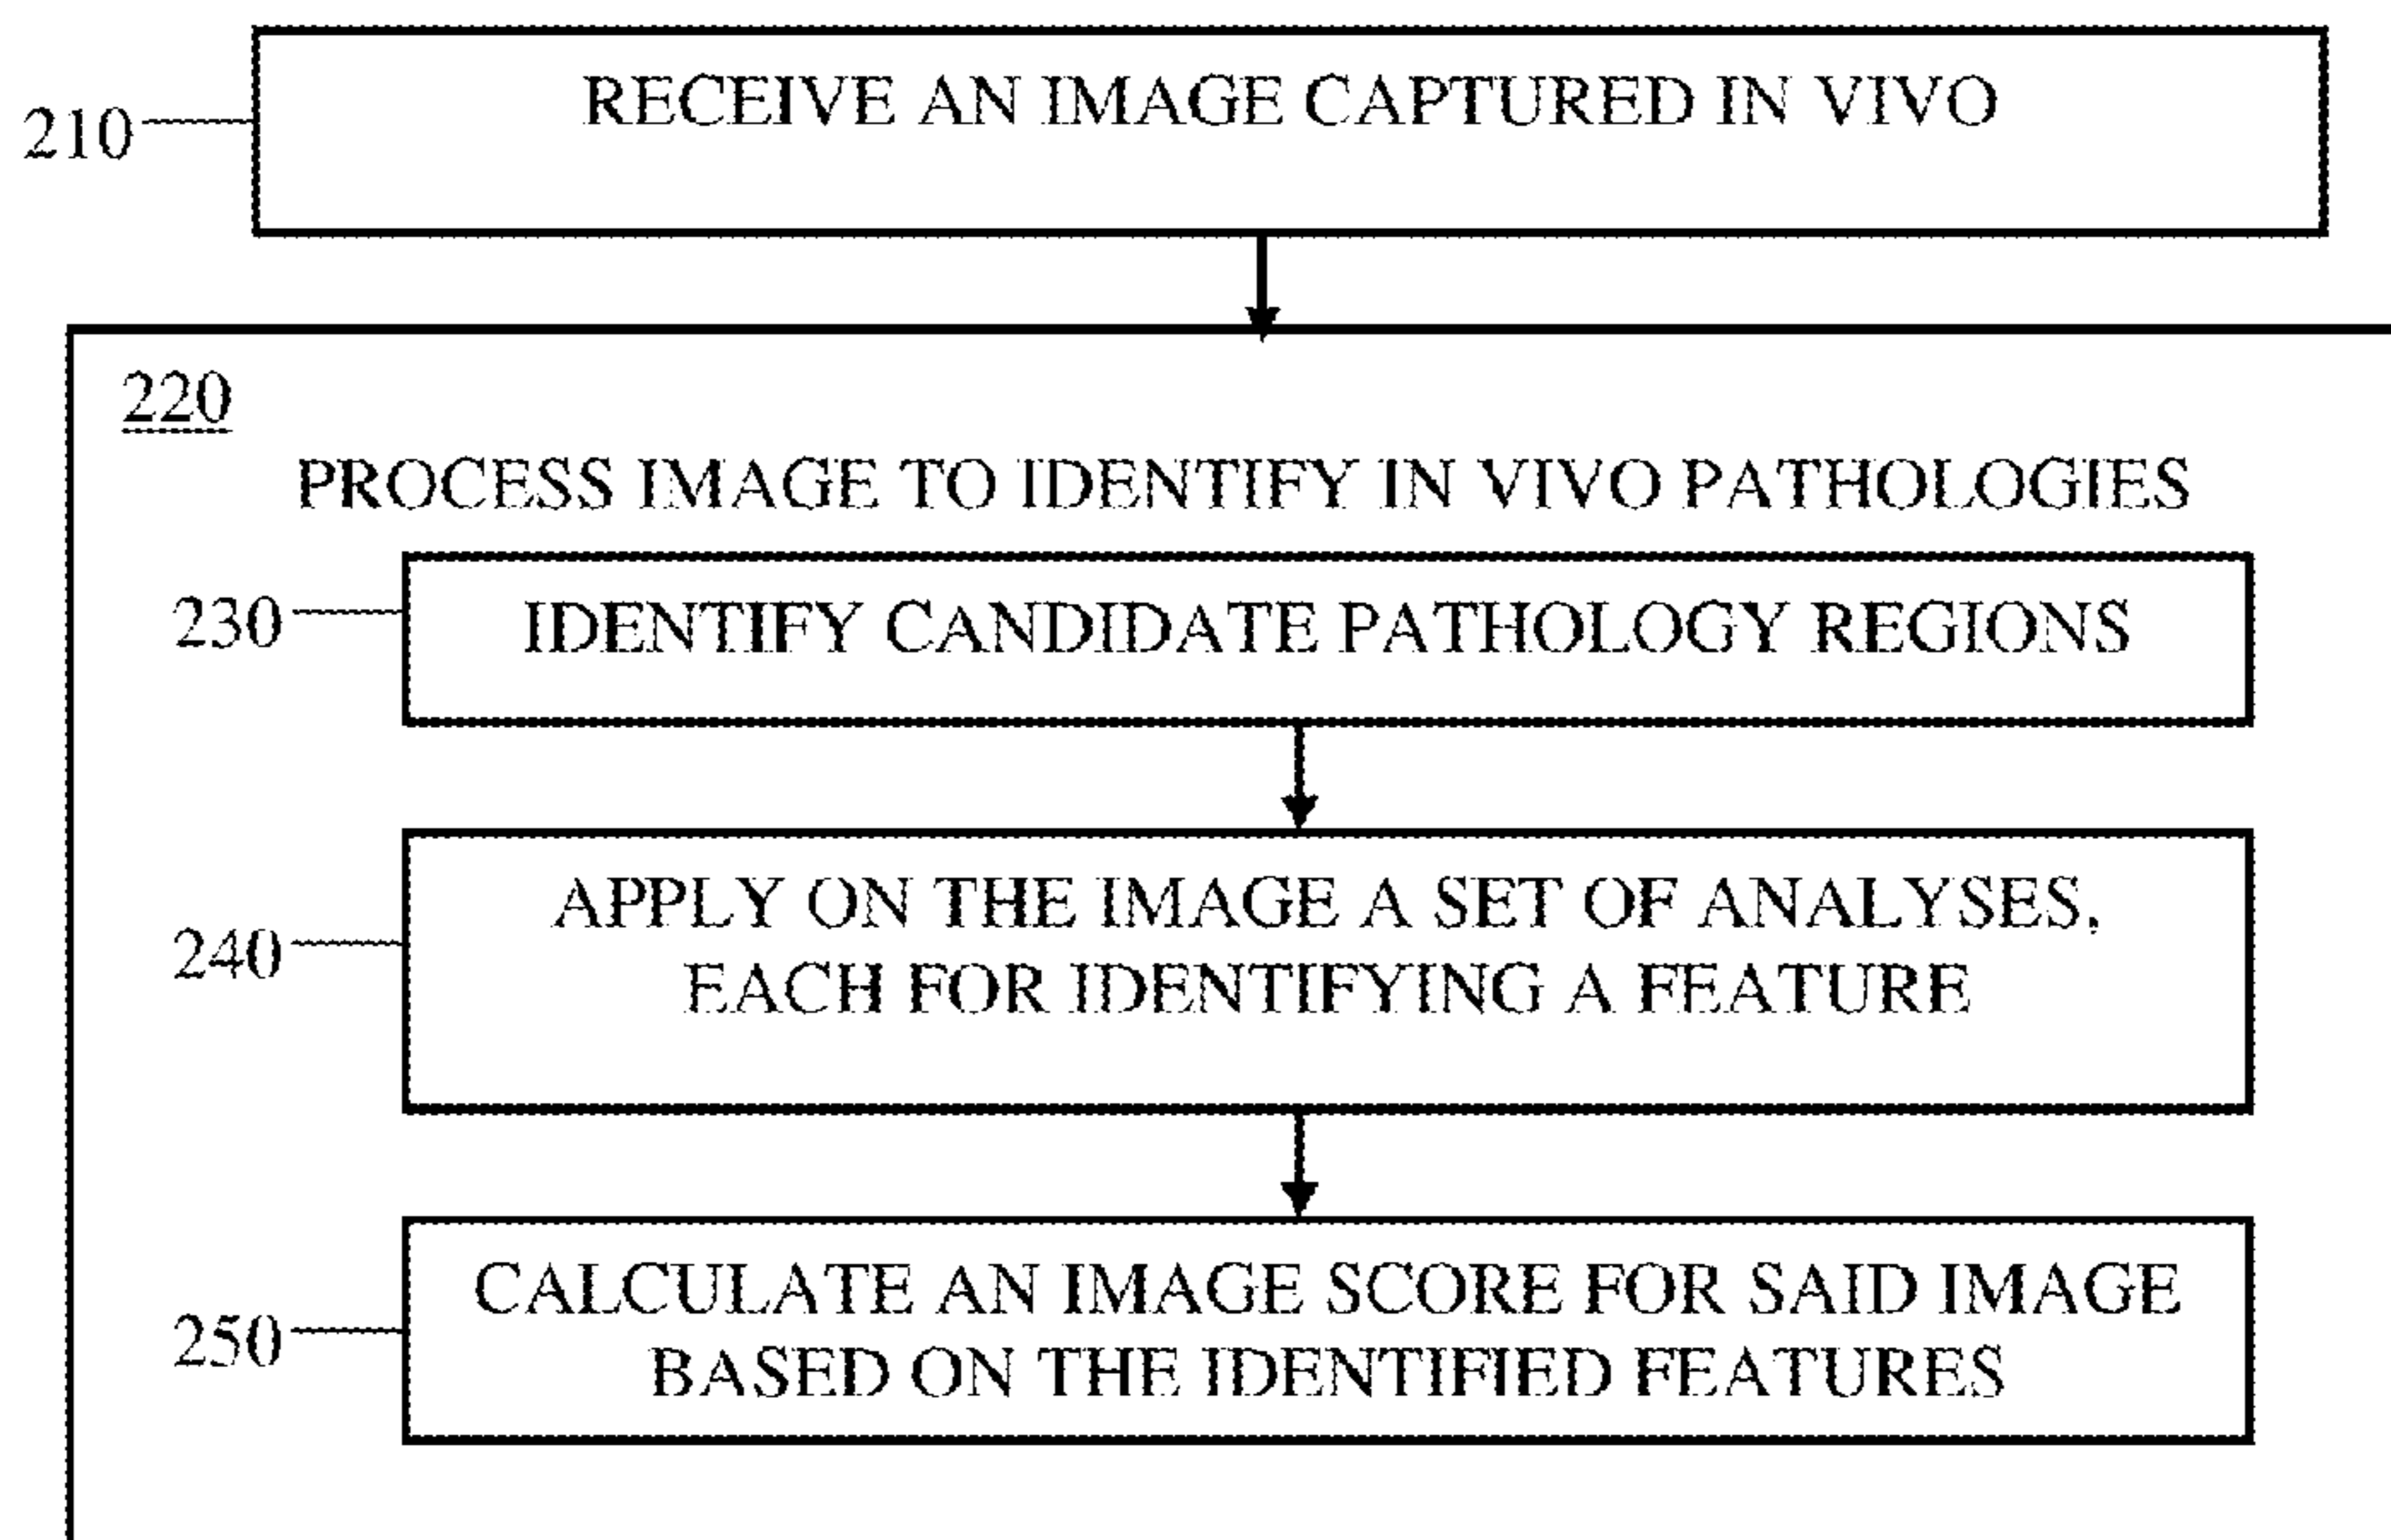 210
RECEIVE AN IMAGE CAPTURED IN VIVO
220
PROCESS IMAGE TO IDENTIFY IN VIVO PATHOLOGIES
230
IDENTIFY CANDIDATE PATHOLOGY REGIONS
240
APPLY ON THE IMAGE A SET OF ANALYSES,
EACH FOR IDENTIFYING A FEATURE
250
CALCULATE AN IMAGE SCORE FOR SAID IMAGE
BASED ON THE IDENTIFIED FEATURES